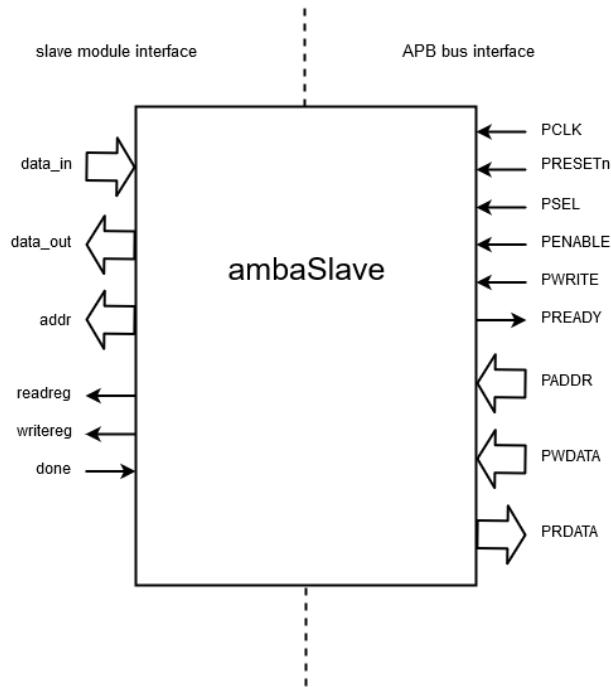 slave module interface
APB bus interface
data_in
data_out
addr
readreg
writereg
done
ambaSlave
PCLK
PRESETn
PSEL
PENABLE
PWRITE
PREADY
PADDR
PWDATA
PRDATA